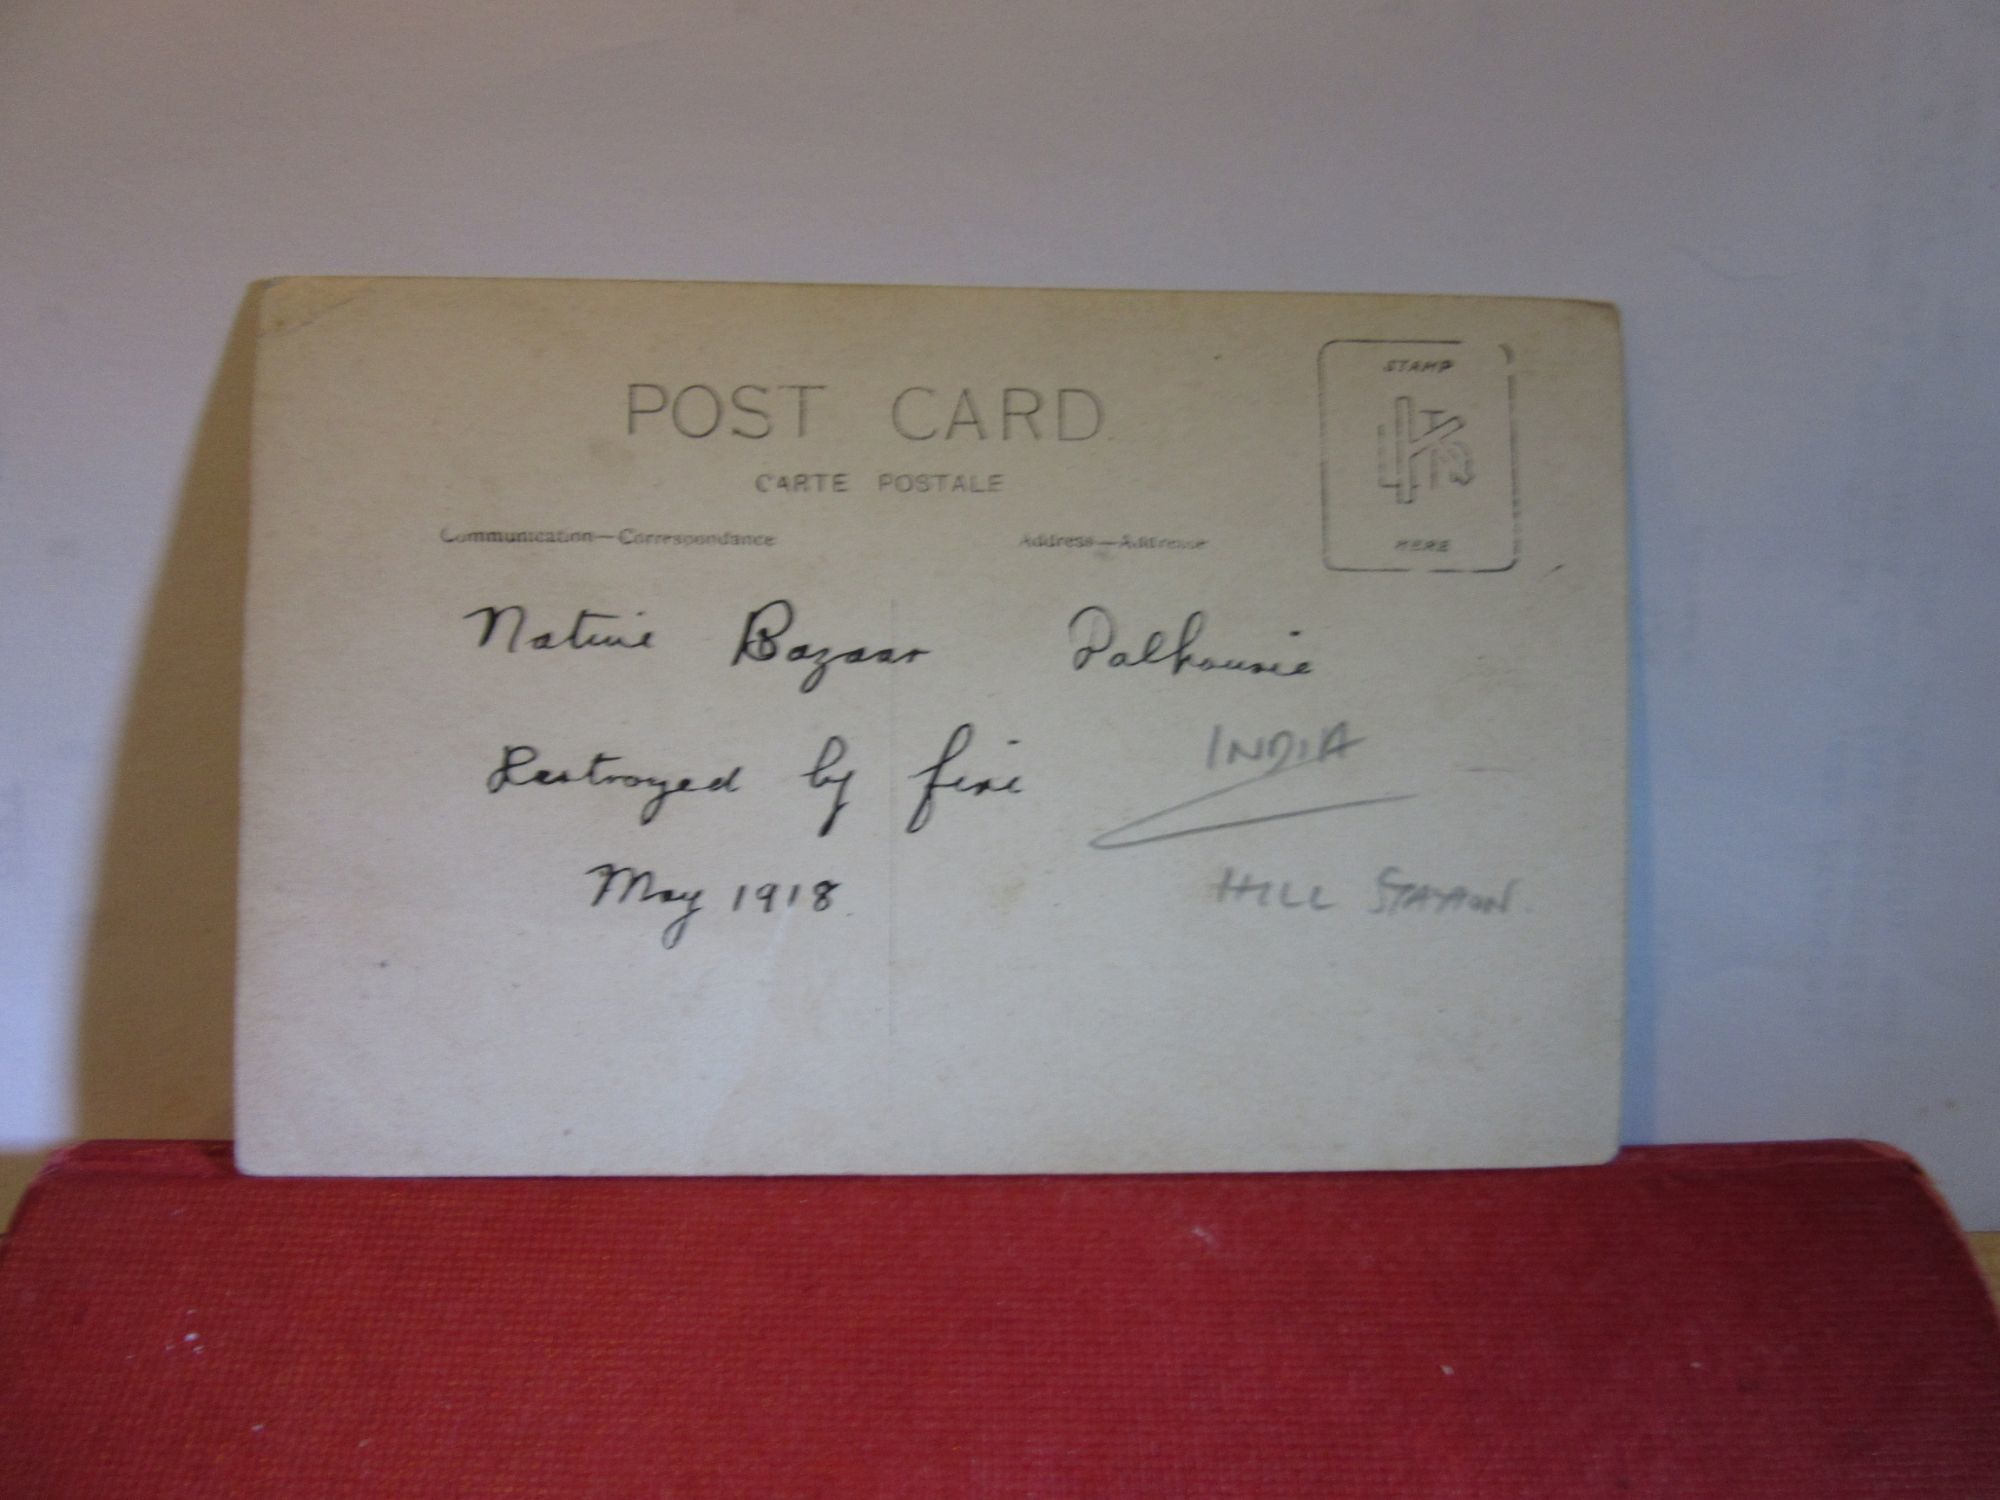 POST CARD
CARTE POSTALE
STAMP
HERE
Communication—Correspondance
Address—Addresse
Native Bazaar Dalhousie
Destroyed by fire
INDIA
May 1918
HILL STATION.